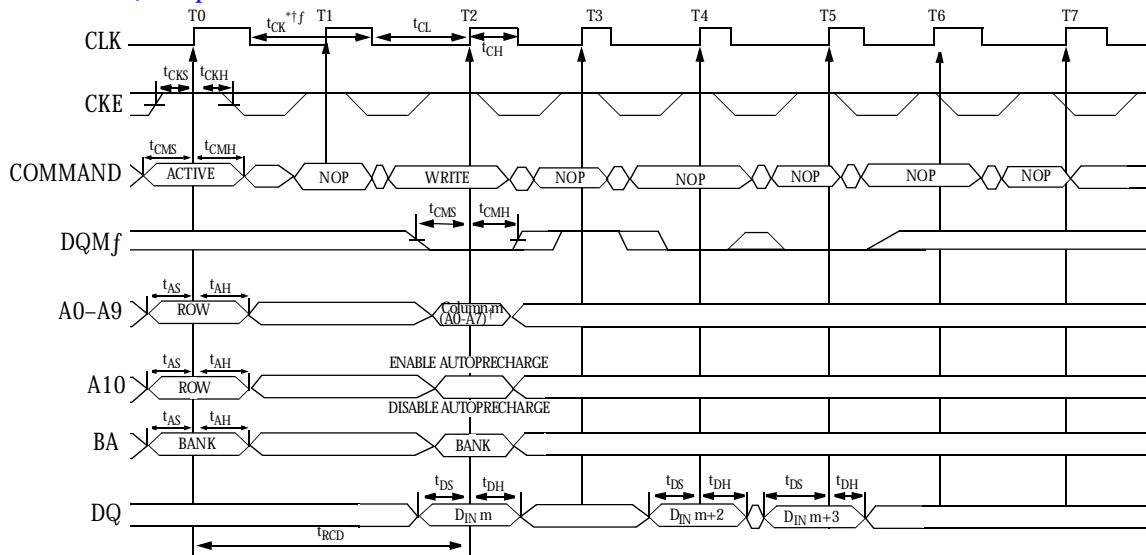 T0 T1 T2 T3 T4 T5 T6 T7
CLK tCK*†ƒ tCL tCH
tCKS tCKH
CKE
tCMS tCMH
COMMAND ACTIVE NOP WRITE NOP NOP NOP NOP NOP
tCMS tCMH
DQMƒ
tAS tAH
A0–A9 ROW Column m
(A0-A7)†
tAS tAH ENABLE AUTOPRECHARGE
A10 ROW
DISABLE AUTOPRECHARGE
tAS tAH
BA BANK BANK
tDS tDH tDS tDH tDS tDH
DQ DIN m DIN m+2 DIN m+3
tRCD